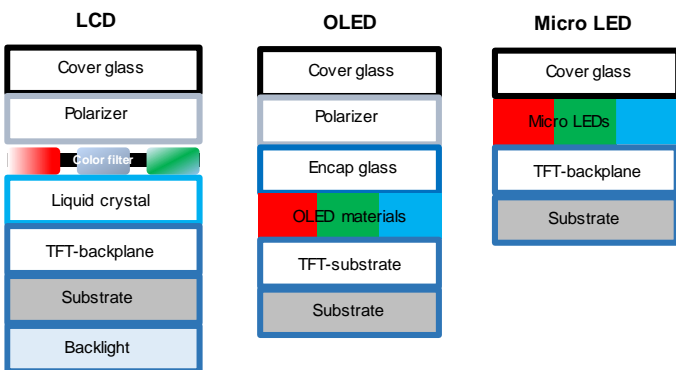 LCD
Cover glass
Polarizer
Color filter
Liquid crystal
TFT-backplane
Substrate
Backlight
OLED
Cover glass
Polarizer
Encap glass
OLED materials
TFT-substrate
Substrate
Micro LED
Cover glass
Micro LEDs
TFT-backplane
Substrate